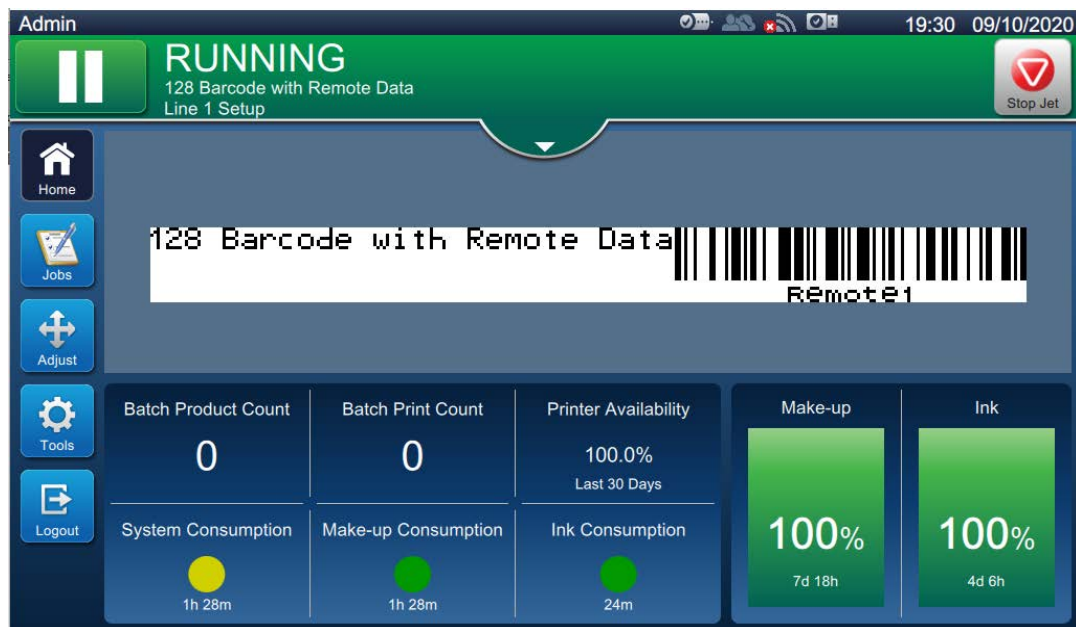 Admin
19:30 09/10/2020
RUNNING
128 Barcode with Remote Data
Line 1 Setup
Stop Jet
Home
Jobs
Adjust
Tools
Logout
128 Barcode with Remote Data
Remote1
Batch Product Count
0
Batch Print Count
0
Printer Availability
100.0%
Last 30 Days
System Consumption
1h 28m
Make-up Consumption
1h 28m
Ink Consumption
24m
Make-up
100%
7d 18h
Ink
100%
4d 6h